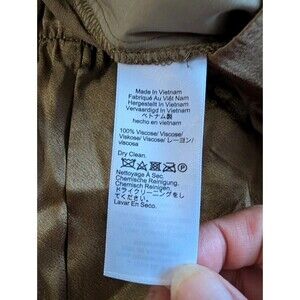 Made In Vietnam
Fabriqué Au Viêt Nam
Hergestellt In Vietnam
Vervaardigd In Vietnam
ベトナム製
hecho en vietnam
100% Viscose/ Viscose/
Viskose/ Viscose/ レーヨン/
viscosa
Dry Clean.
P
Nettoyage À Sec.
Chemische Reinigung.
Chemisch Reinigen.
ドライクリーニングをし
てください。
Lavar En Seco.